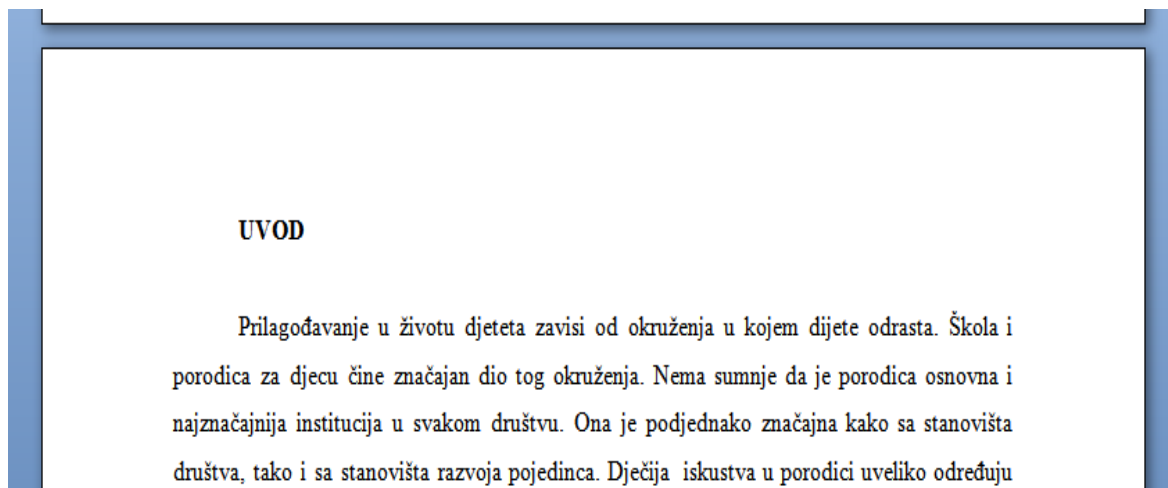 UVOD
Prilagođavanje u životu djeteta zavisi od okruženja u kojem dijete odrasta. Škola i
porodica za djecu čine značajan dio tog okruženja. Nema sumnje da je porodica osnovna i
najznačajnija institucija u svakom društvu. Ona je podjednako značajna kako sa stanovišta
društva, tako i sa stanovišta razvoja pojedinca. Dječija  iskustva u porodici uveliko određuju